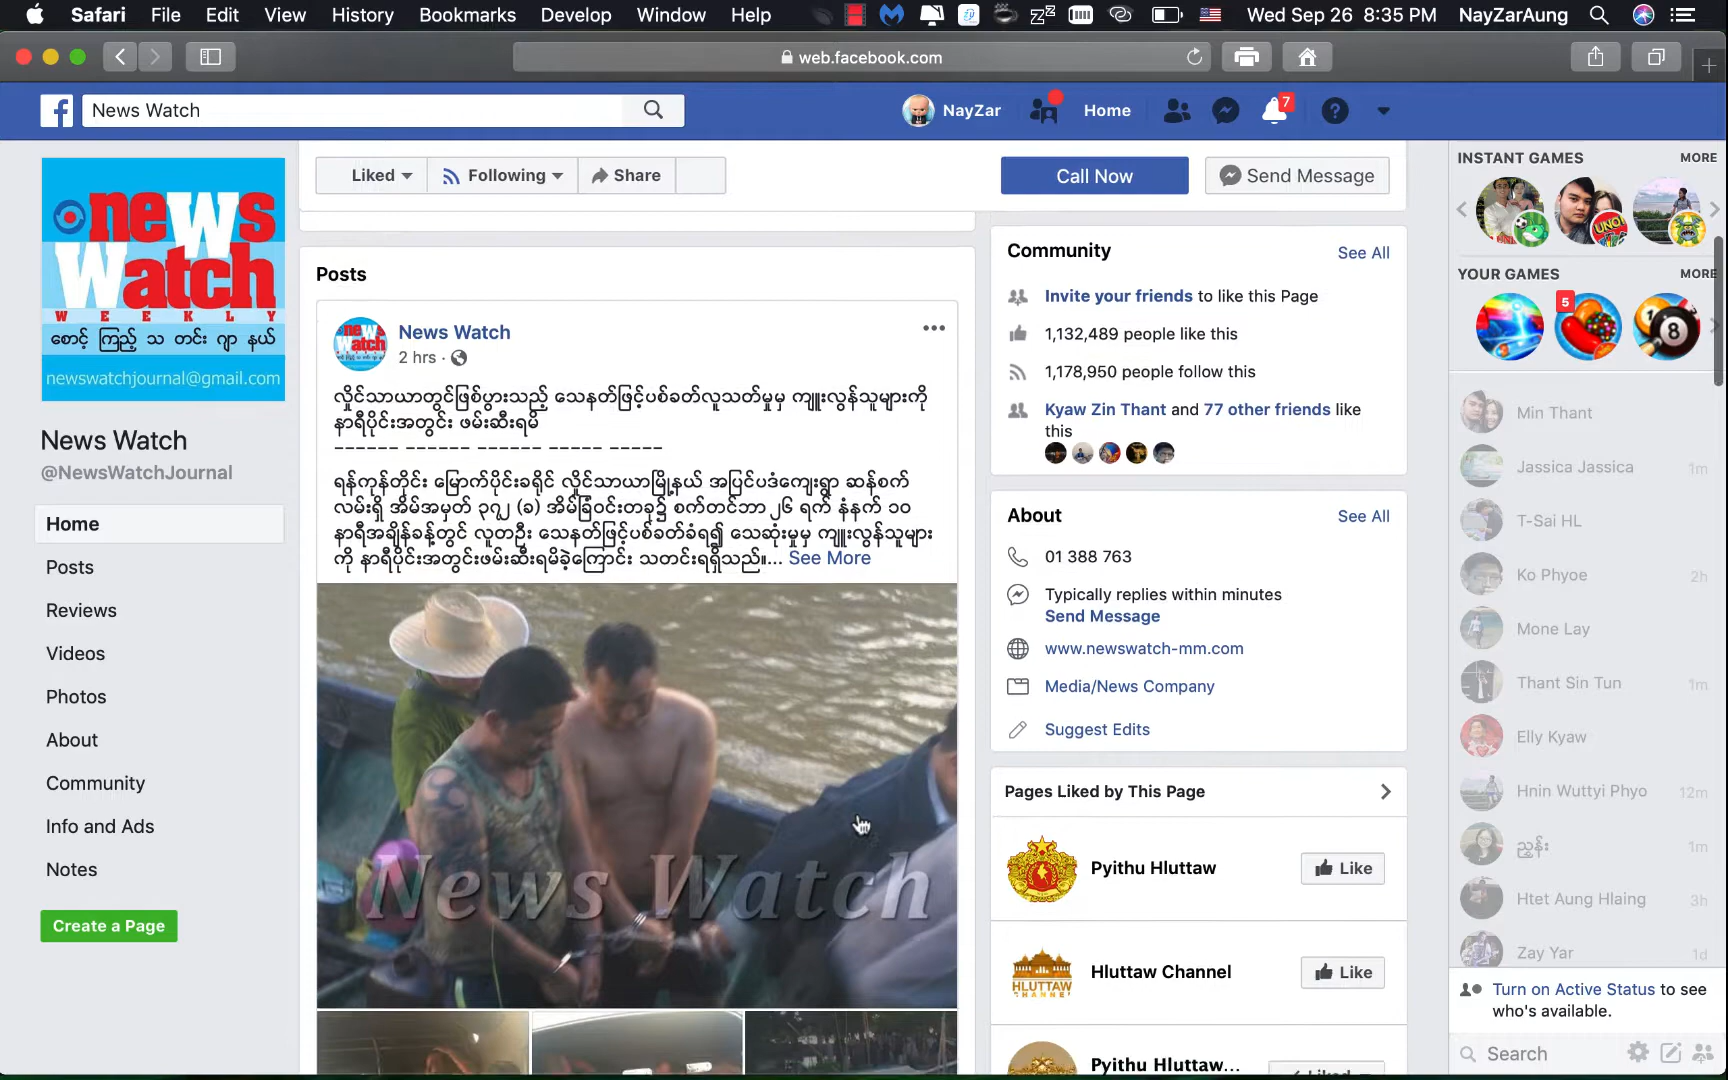 Safari File Edit View History Bookmarks Develop Window Help Wed Sep 26 8:35 PM NayZarAung
web.facebook.com
News Watch NayZar Home 7
news
Watch
WEEKLY
စောင့် ကြည့် သ တင်း ဂျာ နယ်
newswatchjournal@gmail.com
News Watch
@NewsWatchJournal
Home
Posts
Reviews
Videos
Photos
About
Community
Info and Ads
Notes
Create a Page
Liked Following Share Call Now Send Message
Posts
News Watch
2 hrs ·
လှိုင်သာယာတွင်ဖြစ်ပွားသည့် သေနတ်ဖြင့်ပစ်ခတ်လူသတ်မှုမှ ကျူးလွန်သူများကို
နာရီပိုင်းအတွင်း ဖမ်းဆီးရမိ
------ ------ ------ ----- -----
ရန်ကုန်တိုင်း မြောက်ပိုင်းခရိုင် လှိုင်သာယာမြို့နယ် အပြင်ပဒံကျေးရွာ ဆန်စက်
လမ်းရှိ အိမ်အမှတ် ၃၇၂ (ခ) အိမ်ခြံဝင်းတခု၌ စက်တင်ဘာ ၂၆ ရက် နံနက် ၁၀
နာရီအချိန်ခန့်တွင် လူတဦး သေနတ်ဖြင့်ပစ်ခတ်ခံရ၍ သေဆုံးမှုမှ ကျူးလွန်သူများ
ကို နာရီပိုင်းအတွင်းဖမ်းဆီးရမိခဲ့ကြောင်း သတင်းရရှိသည်။... See More
News Watch
Community See All
Invite your friends to like this Page
1,132,489 people like this
1,178,950 people follow this
Kyaw Zin Thant and 77 other friends like
this
About See All
01 388 763
Typically replies within minutes
Send Message
www.newswatch-mm.com
Media/News Company
Suggest Edits
Pages Liked by This Page
Pyithu Hluttaw Like
HLUTTAW
CHANNEL
Hluttaw Channel Like
Pyithu Hluttaw... Liked
INSTANT GAMES MORE
UNO
YOUR GAMES MORE
5
8
Min Thant
Jassica Jassica 1m
T-Sai HL
Ko Phyoe 2h
Mone Lay
Thant Sin Tun 1m
Elly Kyaw
Hnin Wuttyi Phyo 12m
ညွှန်း 1m
Htet Aung Hlaing 3h
Zay Yar 1d
Turn on Active Status to see
who's available.
Search